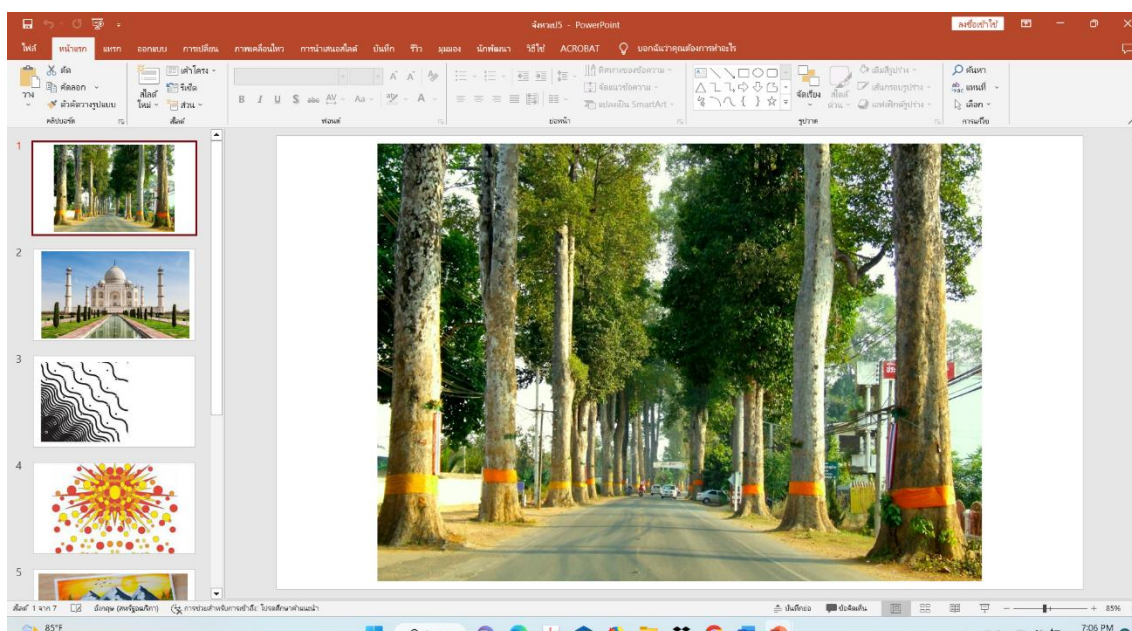 จังหวะป5 - PowerPoint
ลงชื่อเข้าใช้
ไฟล์ หน้าแรก แทรก ออกแบบ การเปลี่ยน ภาพเคลื่อนไหว การนำเสนอสไลด์ บันทึก รีวิว มุมมอง นักพัฒนา วิธีใช้ ACROBAT บอกฉันว่าคุณต้องการทำอะไร
วาง
ตัด
คัดลอก
ตัวคัดวางรูปแบบ
คลิปบอร์ด
สไลด์ใหม่
เค้าโครง
รีเซ็ต
ส่วน
สไลด์
B I U S abc AV Aa A
ฟอนต์
ทิศทางของข้อความ
จัดแนวข้อความ
แปลงเป็น SmartArt
ย่อหน้า
จัดเรียง
สไตล์ด่วน
เติมสีรูปร่าง
เส้นกรอบรูปร่าง
เอฟเฟ็กต์รูปร่าง
รูปวาด
ค้นหา
แทนที่
เลือก
การแก้ไข
1
2
3
4
5
สไลด์ 1 จาก 7 อังกฤษ (สหรัฐอเมริกา) การช่วยสำหรับการเข้าถึง: โปรดศึกษาคำแนะนำ
บันทึกย่อ ข้อคิดเห็น 85%
85°F
7:06 PM